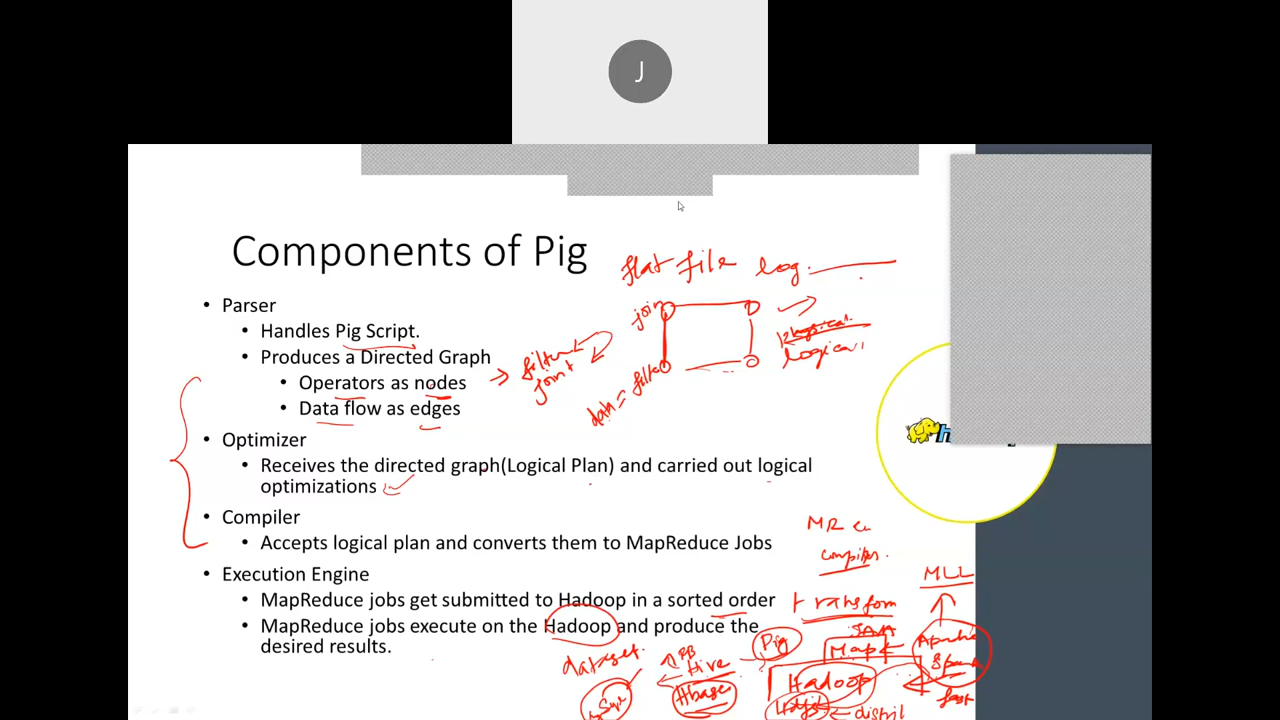 J
Components of Pig
flat file log
• Parser
• Handles Pig Script.
• Produces a Directed Graph
• Operators as nodes
• Data flow as edges
join
filter
join
data =
logical
• Optimizer
• Receives the directed graph(Logical Plan) and carried out logical
optimizations
• Compiler
• Accepts logical plan and converts them to MapReduce Jobs
• Execution Engine
• MapReduce jobs get submitted to Hadoop in a sorted order
• MapReduce jobs execute on the Hadoop and produce the
desired results.
MR
compiler.
transform
MLL
Pig
Map
Apache
Spark
fast
dataset
Hive
Hbase
Hadoop
distril